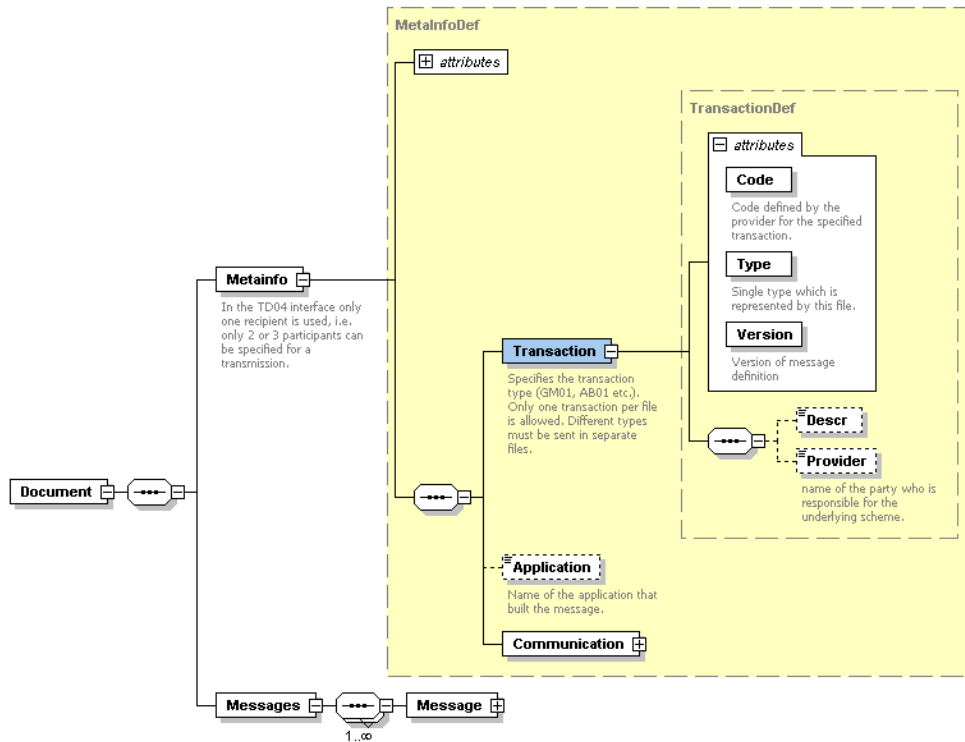 MetaInfoDef
attributes
TransactionDef
attributes
Code
Code defined by the
provider for the specified
transaction.
Type
Single type which is
represented by this file.
Version
Version of message
definition
Metainfo
In the TD04 interface only
one recipient is used, i.e.
only 2 or 3 participants can
be specified for a
transmission.
Transaction
Specifies the transaction
type (GM01, AB01 etc.).
Only one transaction per file
is allowed. Different types
must be sent in separate
files.
Descr
Provider
name of the party who is
responsible for the
underlying scheme.
Document
Application
Name of the application that
built the message.
Communication
Messages
Message
1..∞